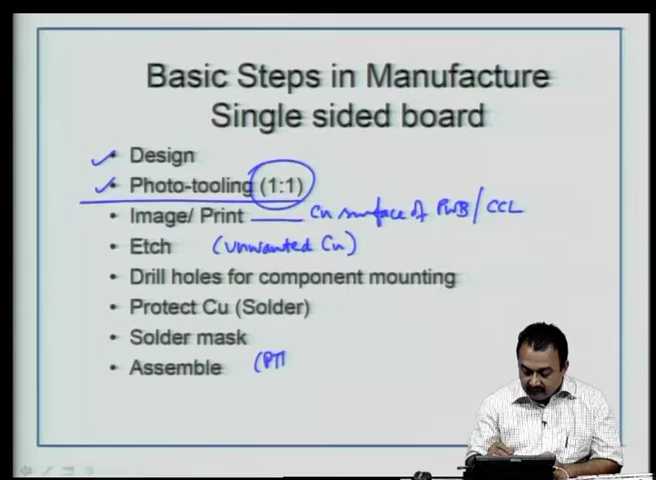 Basic Steps in Manufacture
Single sided board
• Design
• Photo-tooling (1:1)
• Image/ Print Cu surface of PWB/CCL
• Etch (Unwanted Cu)
• Drill holes for component mounting
• Protect Cu (Solder)
• Solder mask
• Assemble (PT